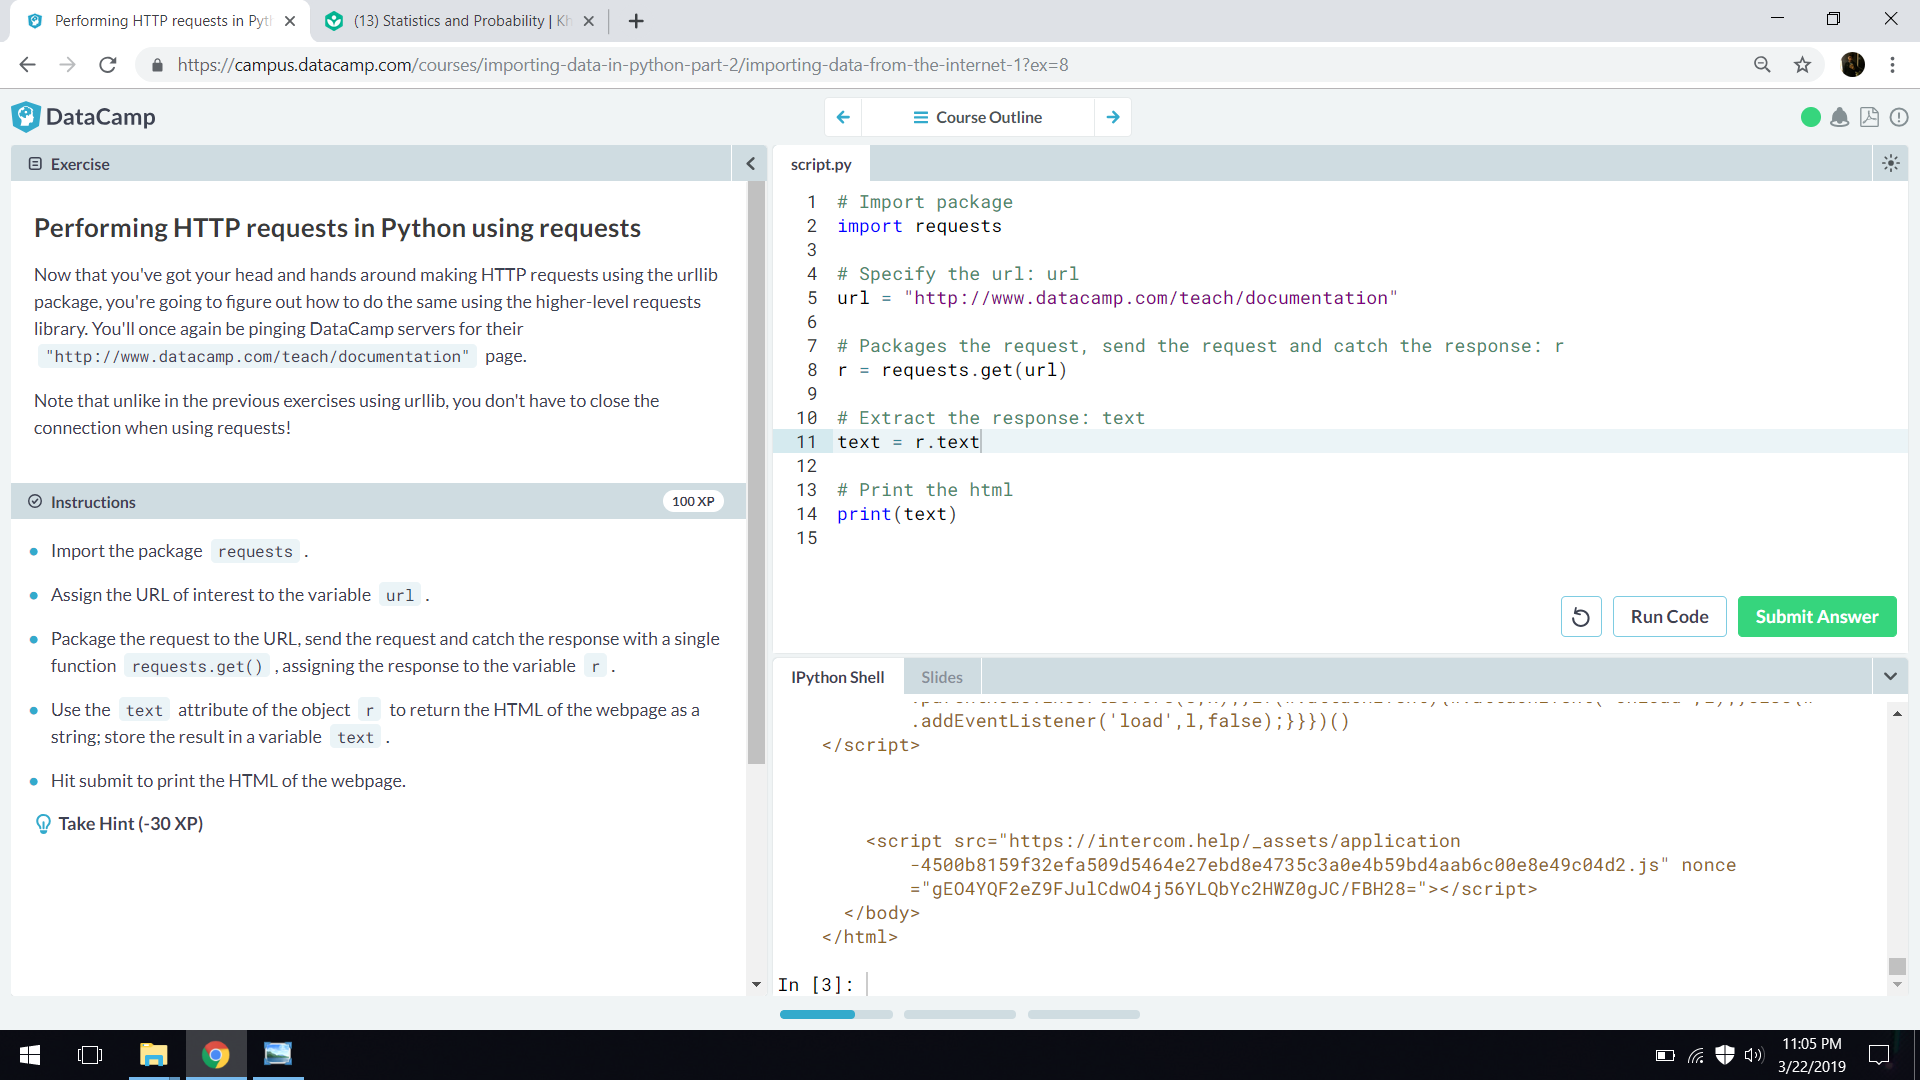 Performing HTTP requests in Pyth
(13) Statistics and Probability | Kh
https://campus.datacamp.com/courses/importing-data-in-python-part-2/importing-data-from-the-internet-1?ex=8
DataCamp
Course Outline
Exercise
Performing HTTP requests in Python using requests
Now that you've got your head and hands around making HTTP requests using the urllib
package, you're going to figure out how to do the same using the higher-level requests
library. You'll once again be pinging DataCamp servers for their
"http://www.datacamp.com/teach/documentation" page.
Note that unlike in the previous exercises using urllib, you don't have to close the
connection when using requests!
Instructions
100 XP
Import the package requests .
Assign the URL of interest to the variable url .
Package the request to the URL, send the request and catch the response with a single
function requests.get() , assigning the response to the variable r .
Use the text attribute of the object r to return the HTML of the webpage as a
string; store the result in a variable text .
Hit submit to print the HTML of the webpage.
Take Hint (-30 XP)
script.py
1 # Import package
2 import requests
3
4 # Specify the url: url
5 url = "http://www.datacamp.com/teach/documentation"
6
7 # Packages the request, send the request and catch the response: r
8 r = requests.get(url)
9
10 # Extract the response: text
11 text = r.text
12
13 # Print the html
14 print(text)
15
Run Code
Submit Answer
IPython Shell
Slides
.addEventListener('load',l,false);}}})()
</script>
<script src="https://intercom.help/_assets/application
-4500b8159f32efa509d5464e27ebd8e4735c3a0e4b59bd4aab6c00e8e49c04d2.js" nonce
="gEO4YQF2eZ9FJulCdwO4j56YLQbYc2HWZ0gJC/FBH28="></script>
</body>
</html>
In [3]:
11:05 PM
3/22/2019